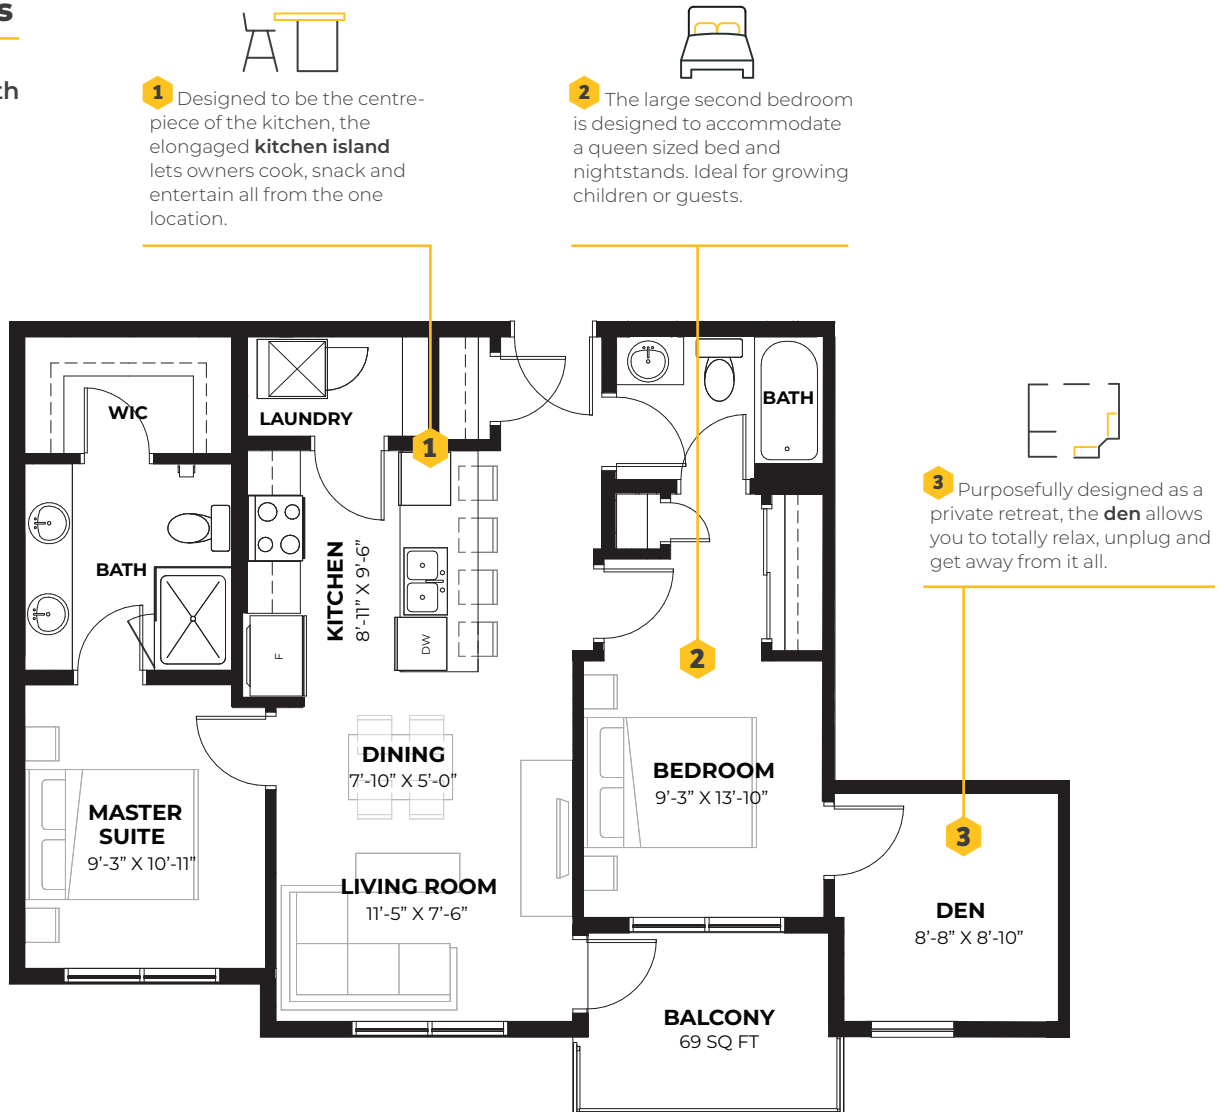 s
th
1 Designed to be the centre-
piece of the kitchen, the
elongaged kitchen island
lets owners cook, snack and
entertain all from the one
location.
2 The large second bedroom
is designed to accommodate
a queen sized bed and
nightstands. Ideal for growing
children or guests.
3 Purposefully designed as a
private retreat, the den allows
you to totally relax, unplug and
get away from it all.
WIC
LAUNDRY
1
BATH
BATH
KITCHEN
8'-11” X 9'-6”
DW
F
2
DINING
7'-10” X 5'-0”
BEDROOM
9'-3” X 13'-10”
MASTER
SUITE
9'-3” X 10'-11”
3
LIVING ROOM
11'-5” X 7'-6”
DEN
8'-8” X 8'-10”
BALCONY
69 SQ FT